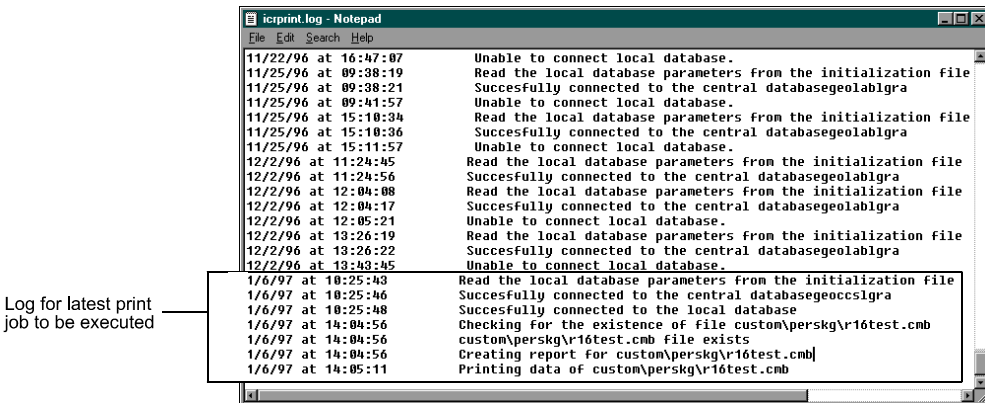 icrprint.log - Notepad
File Edit Search Help
11/22/96 at 16:47:07 Unable to connect local database.
11/25/96 at 09:38:19 Read the local database parameters from the initialization file
11/25/96 at 09:38:21 Succesfully connected to the central databasegeolablgra
11/25/96 at 09:41:57 Unable to connect local database.
11/25/96 at 15:10:34 Read the local database parameters from the initialization file
11/25/96 at 15:10:36 Succesfully connected to the central databasegeolablgra
11/25/96 at 15:11:57 Unable to connect local database.
12/2/96 at 11:24:45 Read the local database parameters from the initialization file
12/2/96 at 11:24:56 Succesfully connected to the central databasegeolablgra
12/2/96 at 12:04:08 Read the local database parameters from the initialization file
12/2/96 at 12:04:17 Succesfully connected to the central databasegeolablgra
12/2/96 at 12:05:21 Unable to connect local database.
12/2/96 at 13:26:19 Read the local database parameters from the initialization file
12/2/96 at 13:26:22 Succesfully connected to the central databasegeolablgra
12/2/96 at 13:43:45 Unable to connect local database.
1/6/97 at 10:25:43 Read the local database parameters from the initialization file
1/6/97 at 10:25:46 Succesfully connected to the central databasegeoccslgra
1/6/97 at 10:25:48 Succesfully connected to the local database
1/6/97 at 14:04:56 Checking for the existence of file custom\perskg\r16test.cmb
1/6/97 at 14:04:56 custom\perskg\r16test.cmb file exists
1/6/97 at 14:04:56 Creating report for custom\perskg\r16test.cmb
1/6/97 at 14:05:11 Printing data of custom\perskg\r16test.cmb
Log for latest print
job to be executed